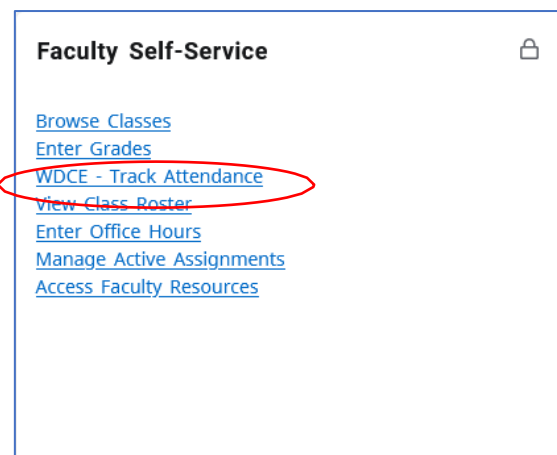 Faculty Self-Service
Browse Classes
Enter Grades
WDCE - Track Attendance
View Class Roster
Enter Office Hours
Manage Active Assignments
Access Faculty Resources